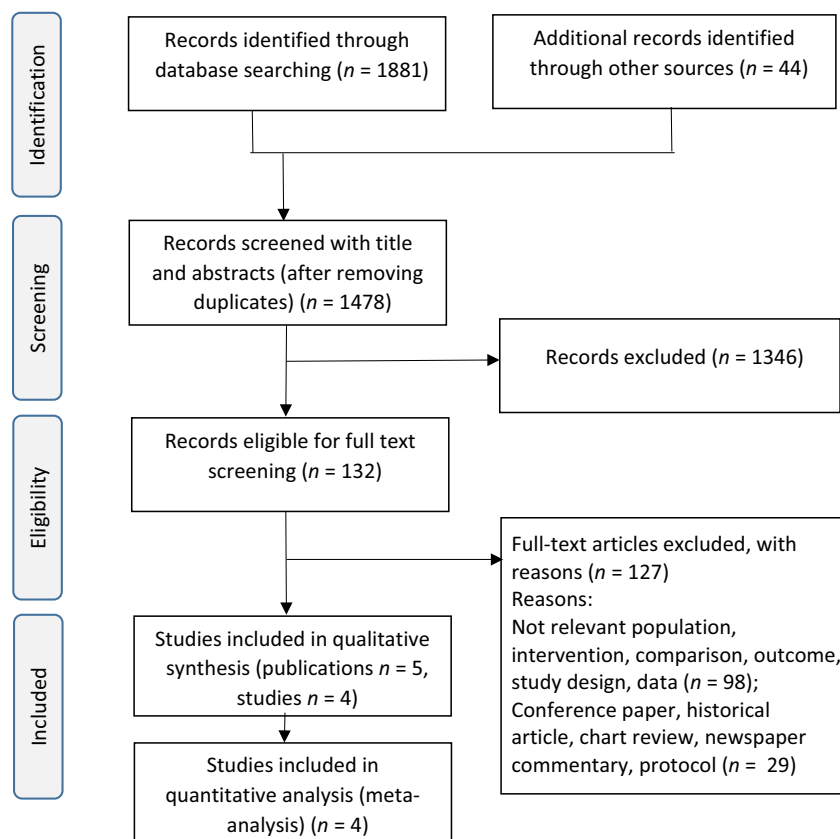 Identification
Records identified through
database searching (n = 1881)
Additional records identified
through other sources (n = 44)
Screening
Records screened with title
and abstracts (after removing
duplicates) (n = 1478)
Records excluded (n = 1346)
Eligibility
Records eligible for full text
screening (n = 132)
Full-text articles excluded, with
reasons (n = 127)
Reasons:
Not relevant population,
intervention, comparison, outcome,
study design, data (n = 98);
Conference paper, historical
article, chart review, newspaper
commentary, protocol (n = 29)
Included
Studies included in qualitative
synthesis (publications n = 5,
studies n = 4)
Studies included in
quantitative analysis (meta-
analysis) (n = 4)